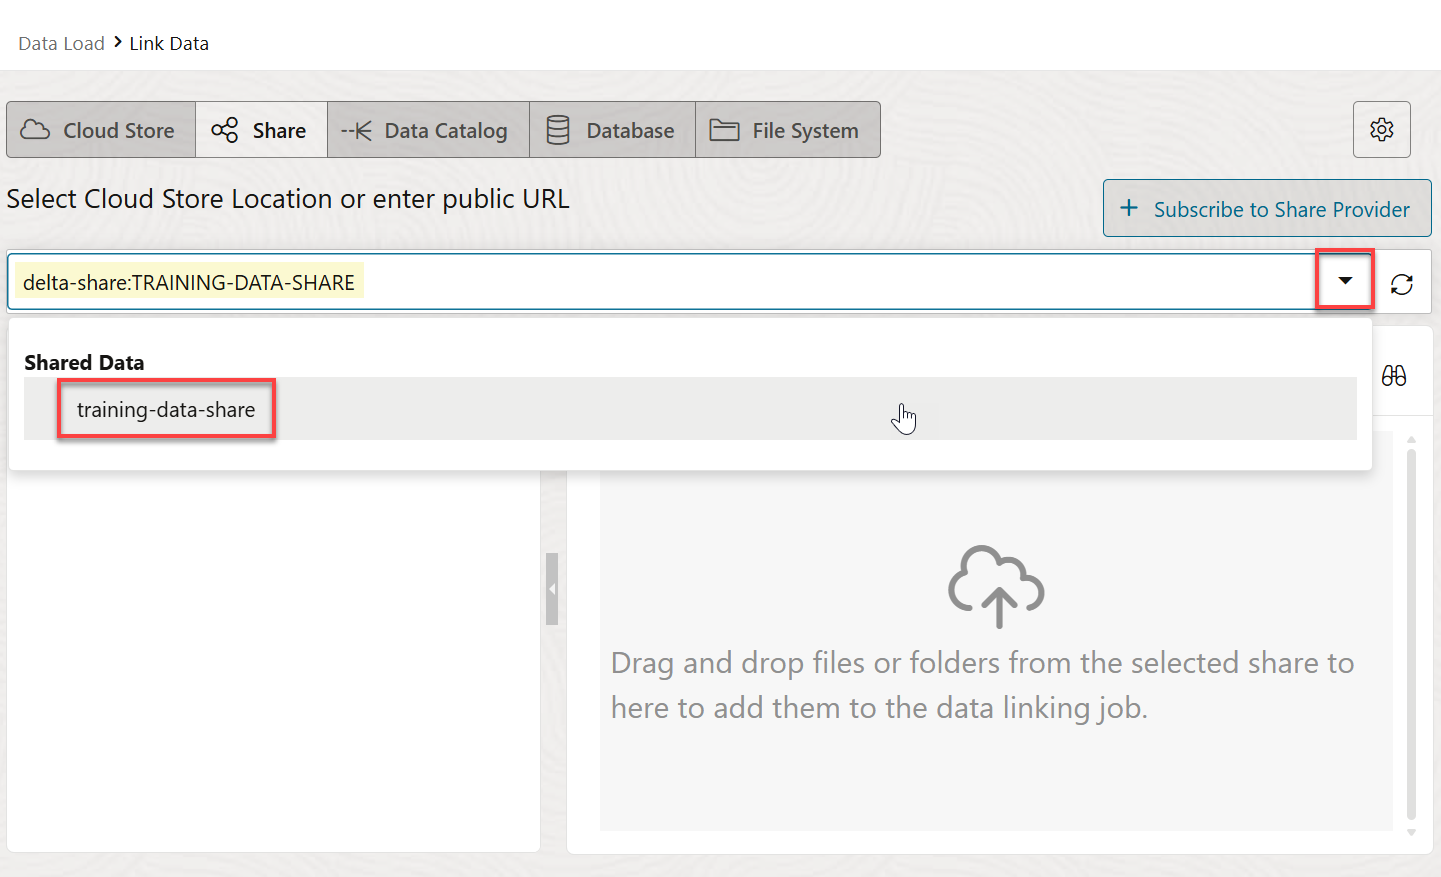 Data Load > Link Data
Cloud Store Share Data Catalog Database File System
Select Cloud Store Location or enter public URL
+ Subscribe to Share Provider
delta-share:TRAINING-DATA-SHARE
Shared Data
training-data-share
Drag and drop files or folders from the selected share to
here to add them to the data linking job.